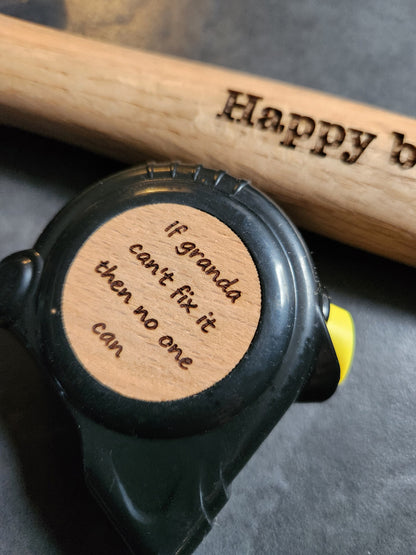 Happy b
If granda
can't fix it
then no one
can